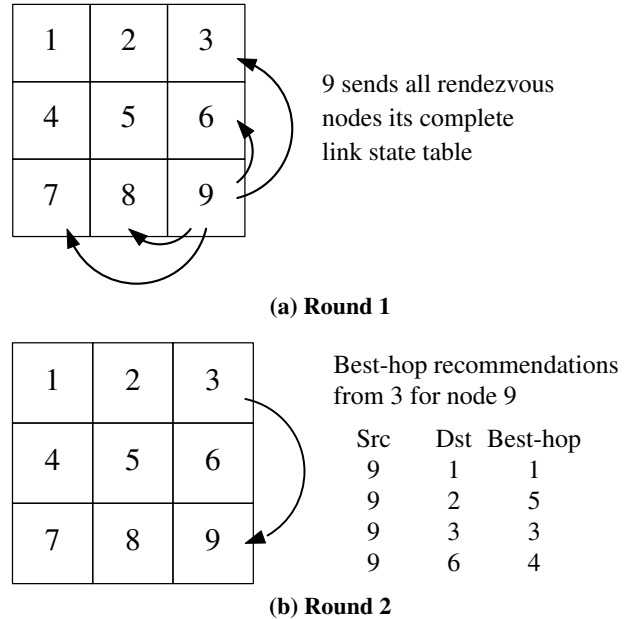 1 2 3
4 5 6
7 8 9
9 sends all rendezvous
nodes its complete
link state table
(a) Round 1
1 2 3
4 5 6
7 8 9
Best-hop recommendations
from 3 for node 9
Src Dst Best-hop
9 1 1
9 2 5
9 3 3
9 6 4
(b) Round 2